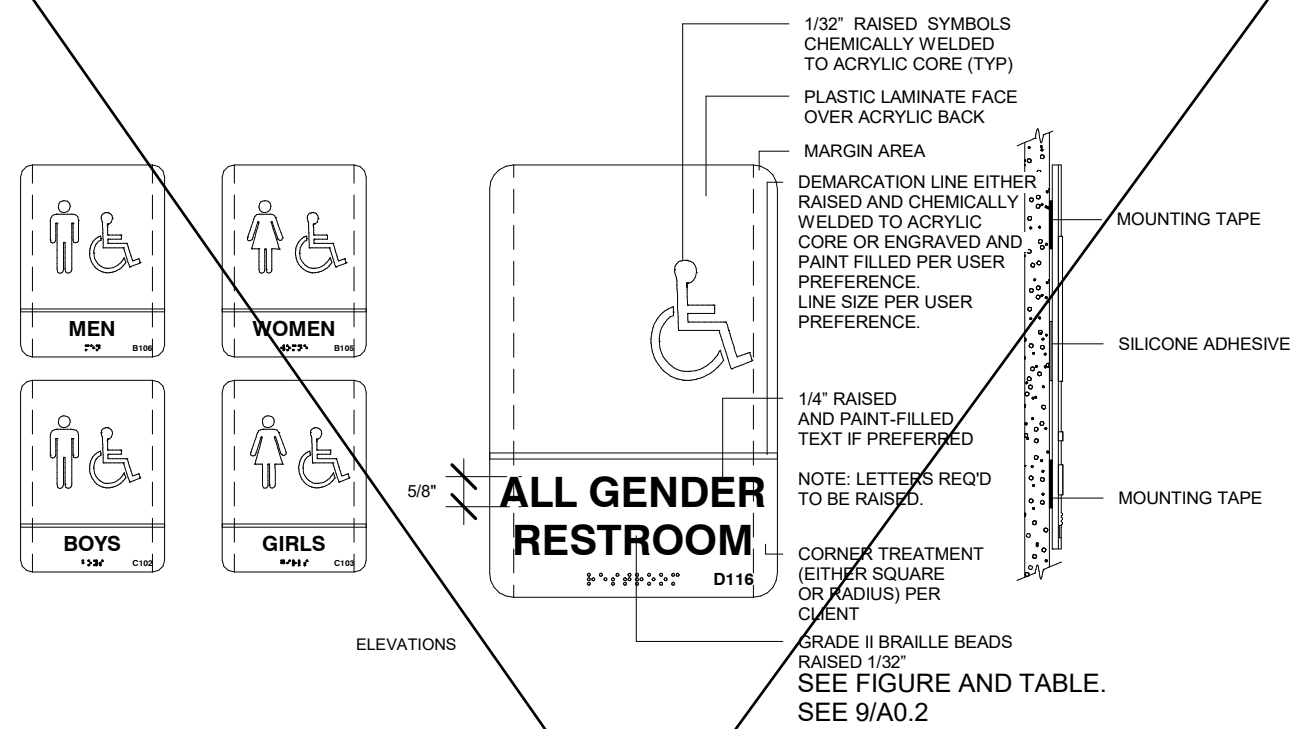 1/32” RAISED SYMBOLS
CHEMICALLY WELDED
TO ACRYLIC CORE (TYP)
PLASTIC LAMINATE FACE
OVER ACRYLIC BACK
MARGIN AREA
DEMARCATION LINE EITHER
RAISED AND CHEMICALLY
WELDED TO ACRYLIC
CORE OR ENGRAVED AND
PAINT FILLED PER USER
PREFERENCE.
LINE SIZE PER USER
PREFERENCE.
MOUNTING TAPE
SILICONE ADHESIVE
MOUNTING TAPE
MEN
B106
WOMEN
B105
BOYS
C102
GIRLS
C103
5/8"
ALL GENDER
RESTROOM
D116
1/4” RAISED
AND PAINT-FILLED
TEXT IF PREFERRED
NOTE: LETTERS REQ'D
TO BE RAISED.
CORNER TREATMENT
(EITHER SQUARE
OR RADIUS) PER
CLIENT
GRADE II BRAILLE BEADS
RAISED 1/32”
SEE FIGURE AND TABLE.
SEE 9/A0.2
ELEVATIONS